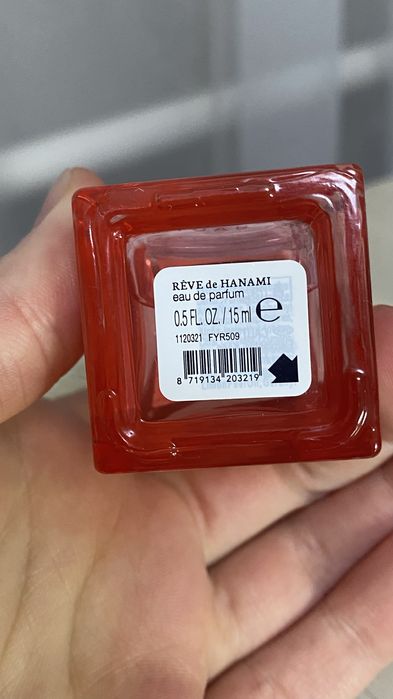 RÊVE de HANAMI
eau de parfum
0.5 FL. OZ. / 15 ml ℮
1120321 FYR509
8 719134 203219